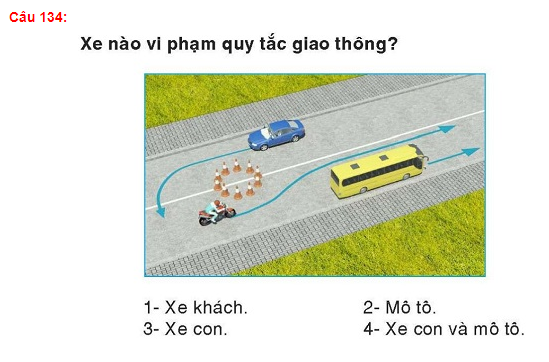 Câu 134:
Xe nào vi phạm quy tắc giao thông?
1- Xe khách. 2- Mô tô.
3- Xe con. 4- Xe con và mô tô.